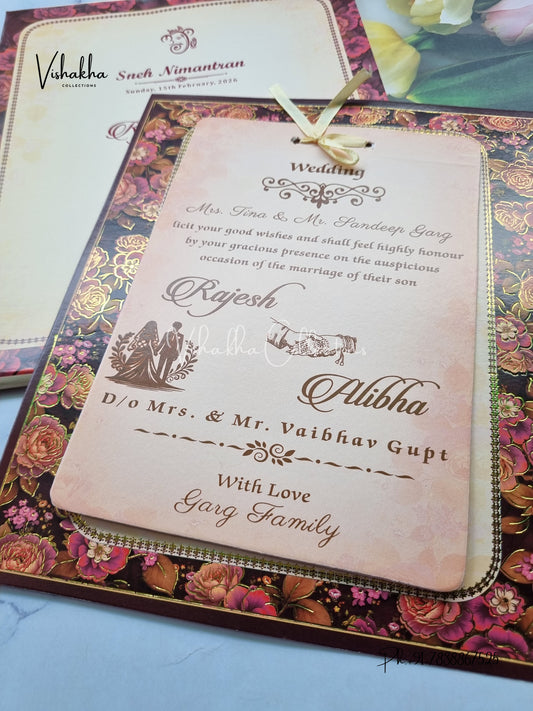 Vishakha
COLLECTIONS
Sneh Nimantran
Sunday, 15th February, 2026
Wedding
Mrs. Tina & Mr. Sandeep Garg
licit your good wishes and shall feel highly honour
by your gracious presence on the auspicious
occasion of the marriage of their son
Rajesh
Vishakha Collections
Alibha
D/o Mrs. & Mr. Vaibhav Gupt
With Love
Garg Family